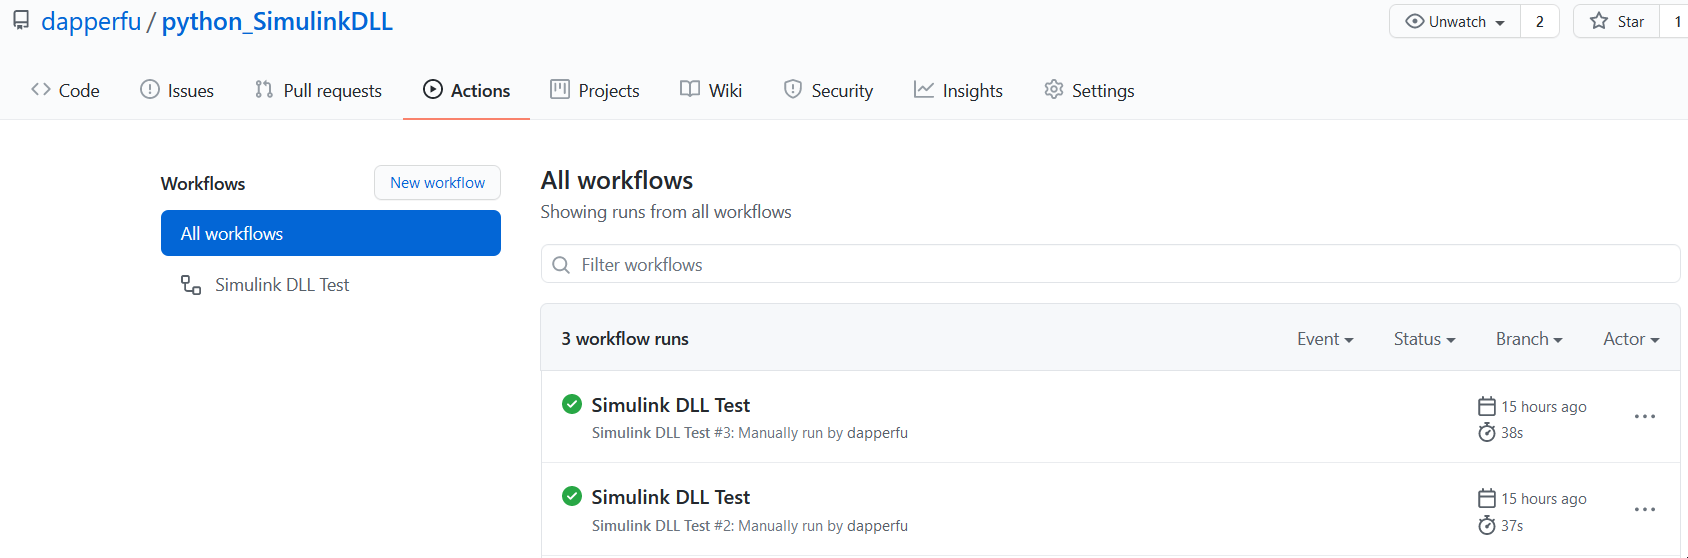 dapperfu / python_SimulinkDLL Unwatch 2 Star 1
Code Issues Pull requests Actions Projects Wiki Security Insights Settings
Workflows New workflow
All workflows
Simulink DLL Test
All workflows
Showing runs from all workflows
Filter workflows
3 workflow runs Event Status Branch Actor
Simulink DLL Test 15 hours ago
Simulink DLL Test #3: Manually run by dapperfu 38s
Simulink DLL Test 15 hours ago
Simulink DLL Test #2: Manually run by dapperfu 37s